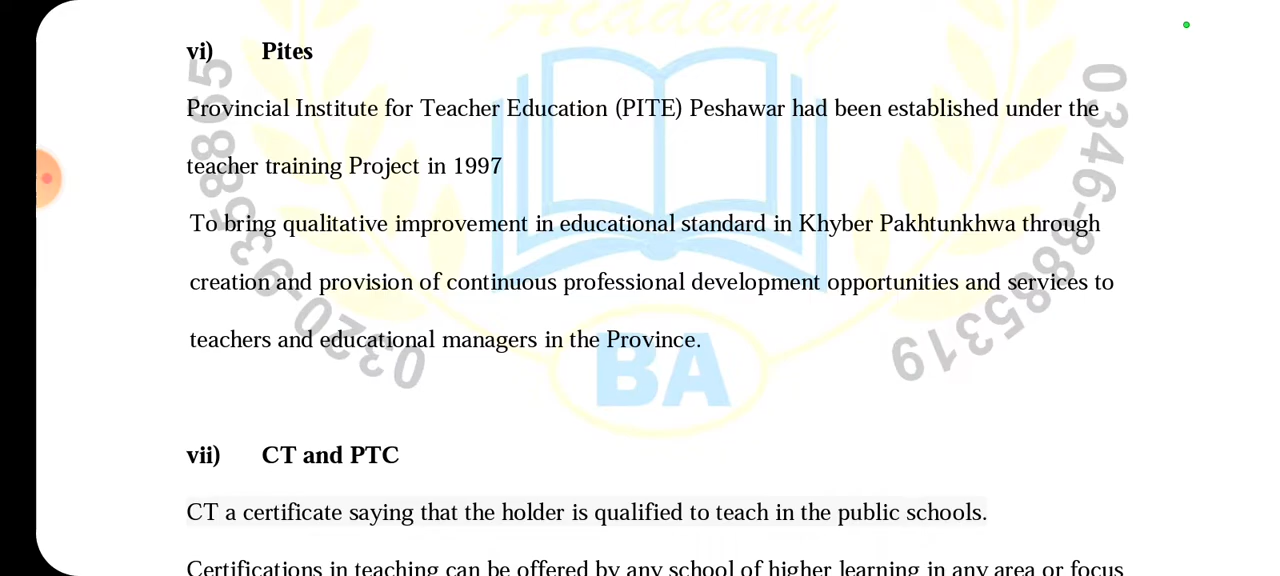 Academy
vi) Pites
Provincial Institute for Teacher Education (PITE) Peshawar had been established under the
teacher training Project in 1997
To bring qualitative improvement in educational standard in Khyber Pakhtunkhwa through
creation and provision of continuous professional development opportunities and services to
teachers and educational managers in the Province.
BA
vii) CT and PTC
CT a certificate saying that the holder is qualified to teach in the public schools.
Certifications in teaching can be offered by any school of higher learning in any area or focus